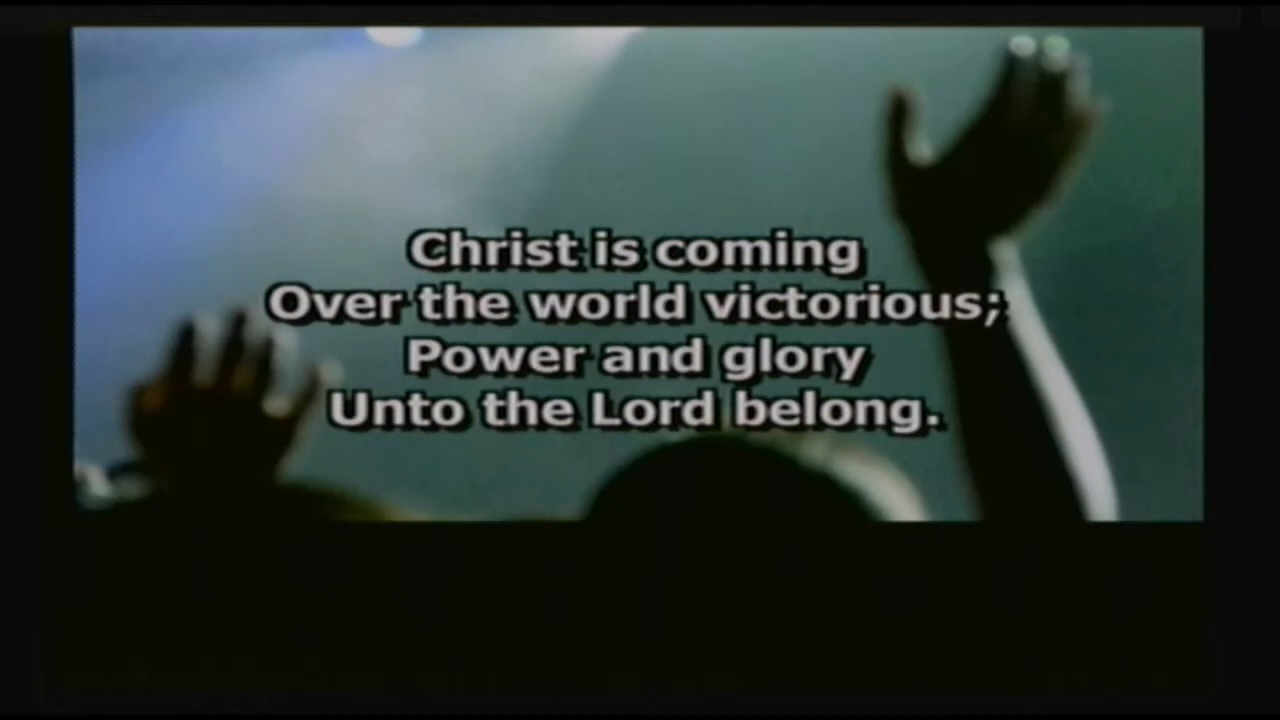 Christ is coming
Over the world victorious;
Power and glory
Unto the Lord belong.